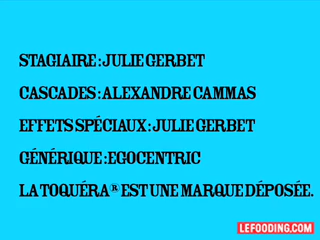 STAGIAIRE : JULIE GERBET
CASCADES : ALEXANDRE CAMMAS
EFFETS SPÉCIAUX : JULIE GERBET
GÉNÉRIQUE : EGOCENTRIC
LA TOQUÉRA® EST UNE MARQUE DÉPOSÉE.
LEFOODING.COM